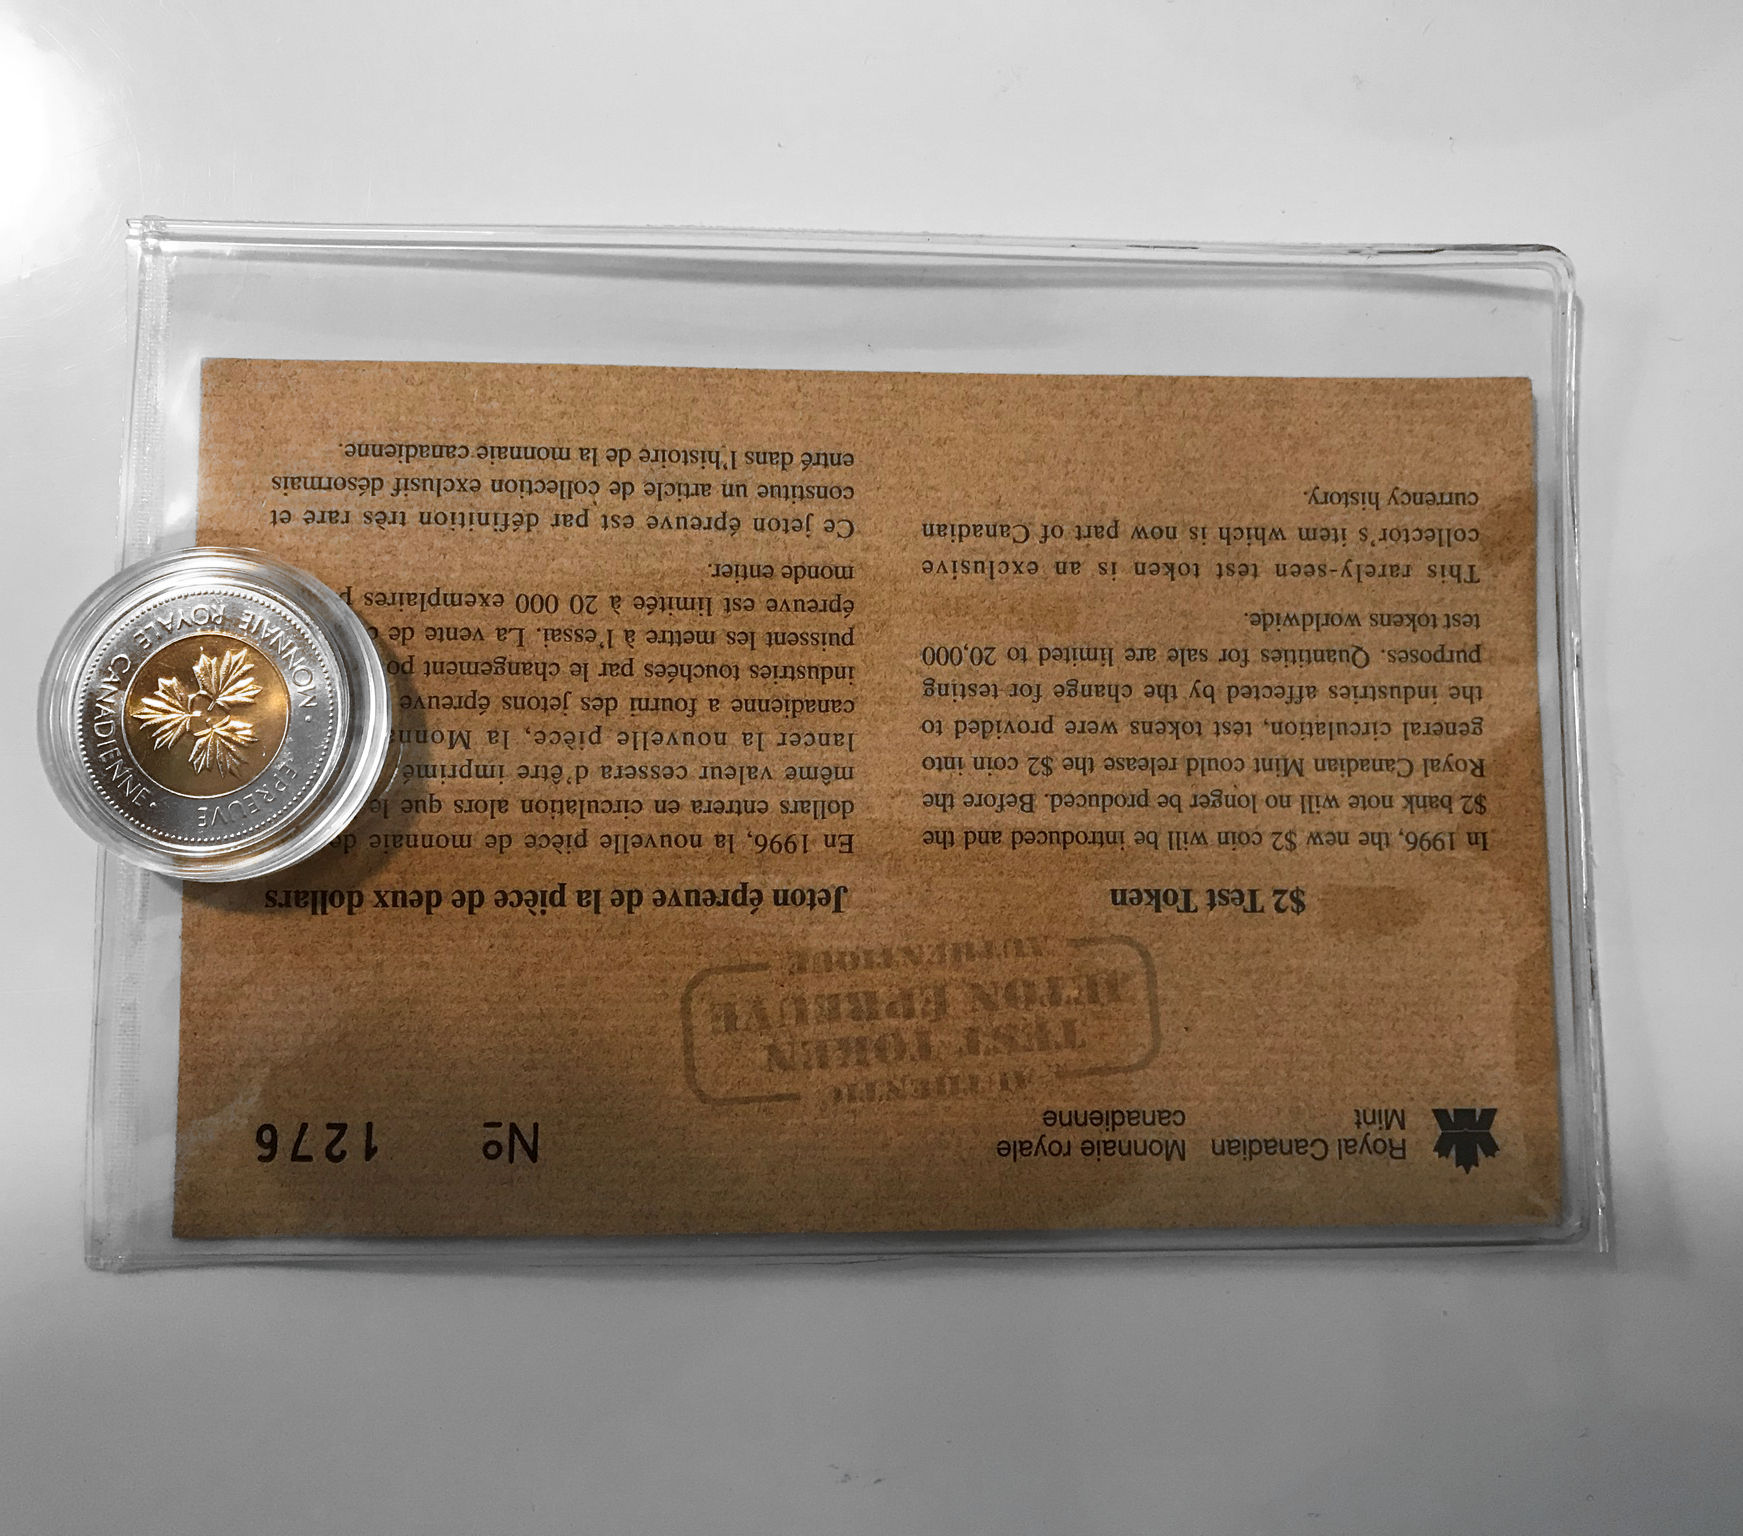 Royal Canadian
Mint
Monnaie royale
canadienne
Nº 1276
AUTHENTIC
TEST TOKEN
JETON ÉPREUVE
AUTHENTIQUE
$2 Test Token
In 1996, the new $2 coin will be introduced and the
$2 bank note will no longer be produced. Before the
Royal Canadian Mint could release the $2 coin into
general circulation, test tokens were provided to
the industries affected by the change for testing
purposes. Quantities for sale are limited to 20,000
test tokens worldwide.
This rarely-seen test token is an exclusive
collector's item which is now part of Canadian
currency history.
Jeton épreuve de la pièce de deux dollars
En 1996, la nouvelle pièce de monnaie de
dollars entrera en circulation alors que le
même valeur cessera d'être imprimé
lancer la nouvelle pièce, la Monn
canadienne a fourni des jetons épreuve
industries touchées par le changement po
puissent les mettre à l'essai. La vente de
épreuve est limitée à 20 000 exemplaires
monde entier.
Ce jeton épreuve est par définition très rare et
constitue un article de collection exclusif désormais
entré dans l'histoire de la monnaie canadienne.
MONNAIE ROYALE CANADIENNE
ÉPREUVE